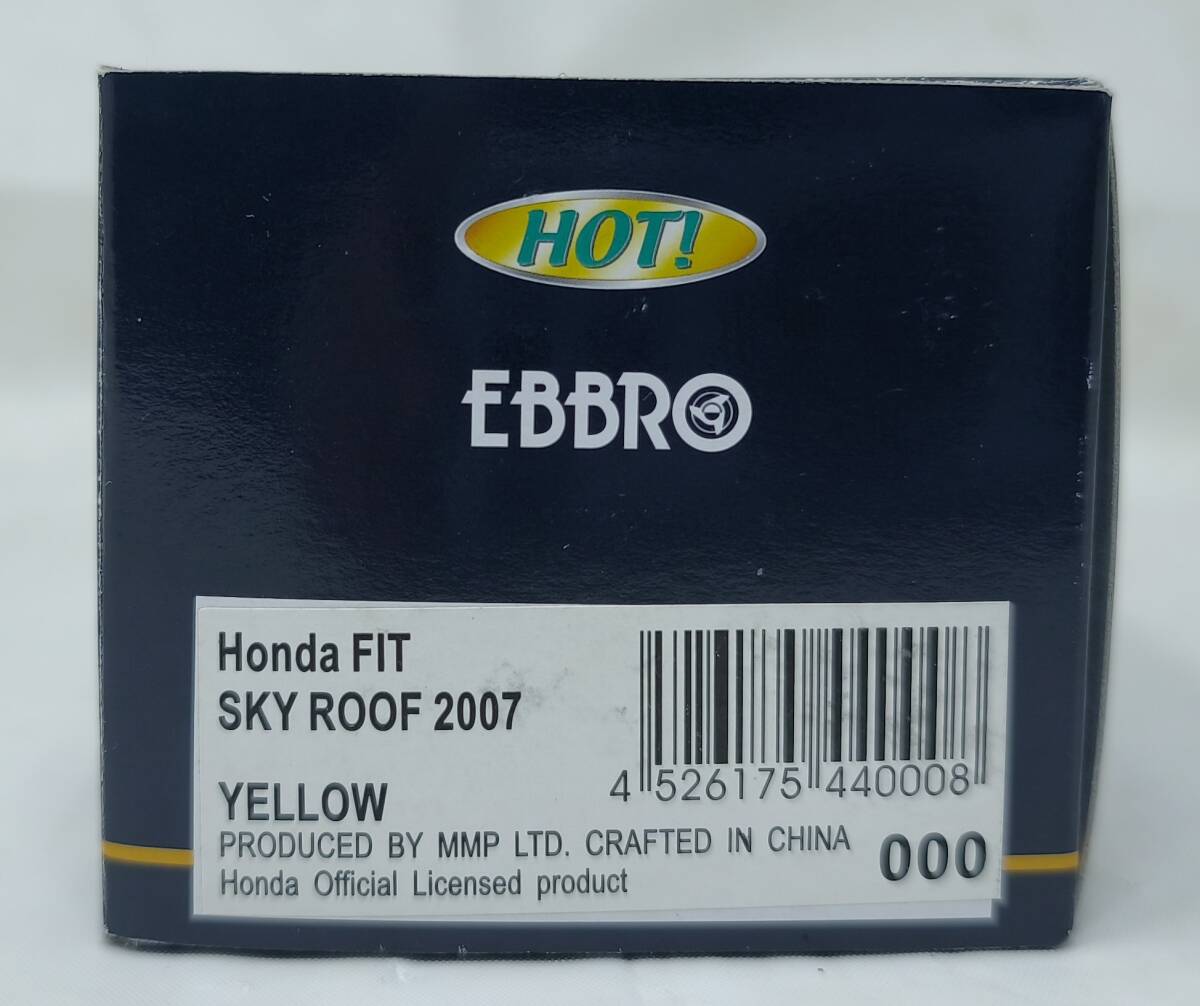 HOT!
EBBRO
Honda FIT
SKY ROOF 2007
YELLOW
4 526175 440008
PRODUCED BY MMP LTD. CRAFTED IN CHINA
000
Honda Official Licensed product